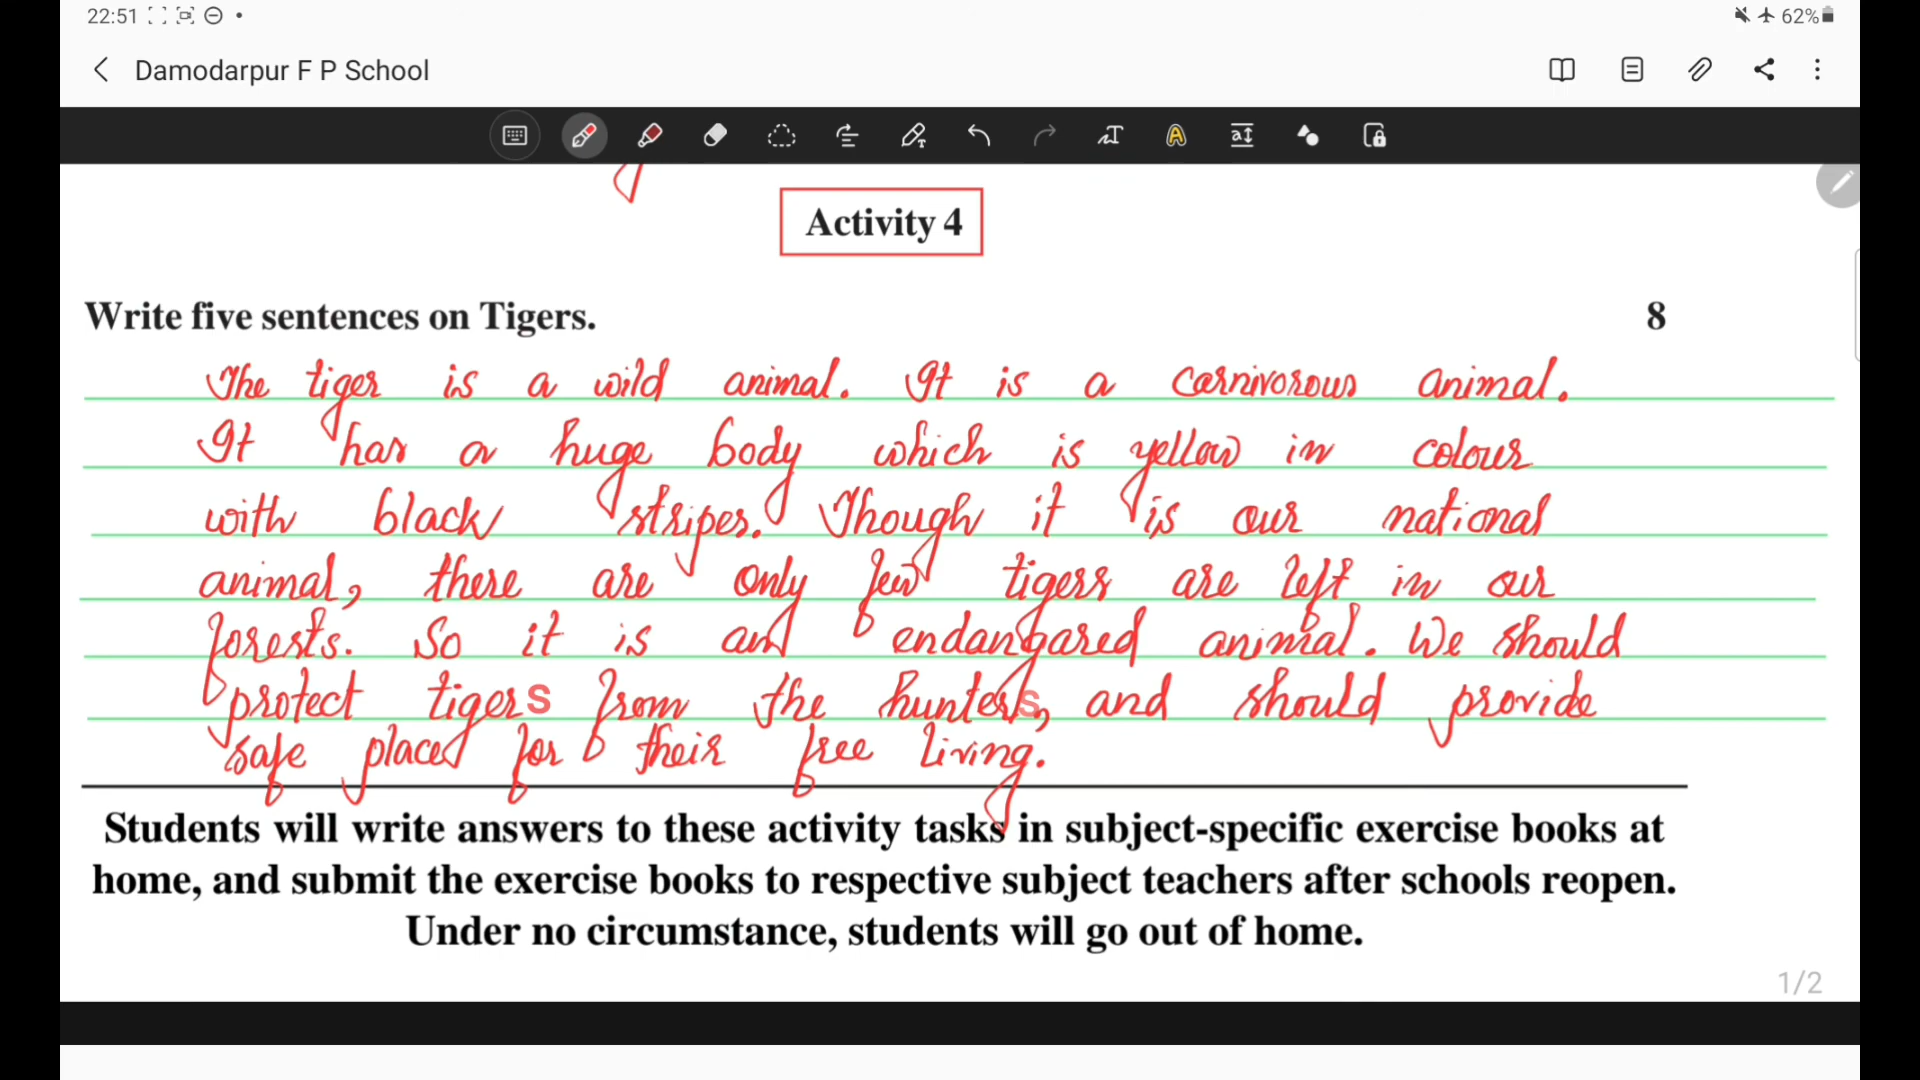 22:51
62%
Damodarpur F P School
Activity 4
Write five sentences on Tigers. 8
The tiger is a wild animal. It is a carnivorous animal.
It has a huge body which is yellow in colour
with black stripes. Though it is our national
animal, there are only few tigers are left in our
forests. So it is an endangared animal. We should
protect tigers from the hunters, and should provide
safe places for their free living.
Students will write answers to these activity tasks in subject-specific exercise books at
home, and submit the exercise books to respective subject teachers after schools reopen.
Under no circumstance, students will go out of home.
1/2